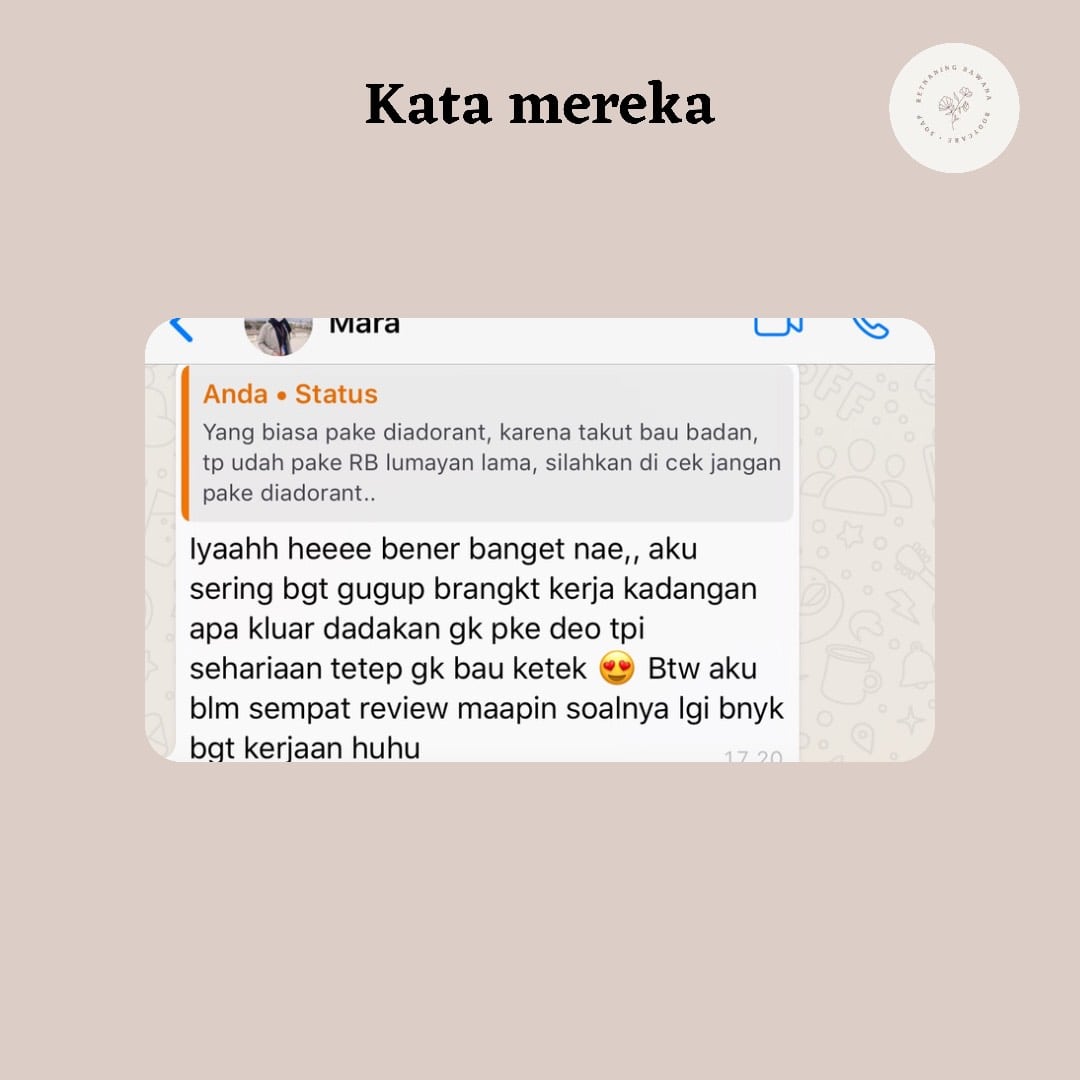 Kata mereka
RETNANING BAWANA BODYCARE • SOAP •
Mara
Anda • Status
Yang biasa pake diadorant, karena takut bau badan,
tp udah pake RB lumayan lama, silahkan di cek jangan
pake diadorant..
Iyaahh heeee bener banget nae,, aku
sering bgt gugup brangkt kerja kadangan
apa kluar dadakan gk pke deo tpi
sehariaan tetep gk bau ketek 😍 Btw aku
blm sempat review maapin soalnya lgi bnyk
bgt kerjaan huhu
17.20